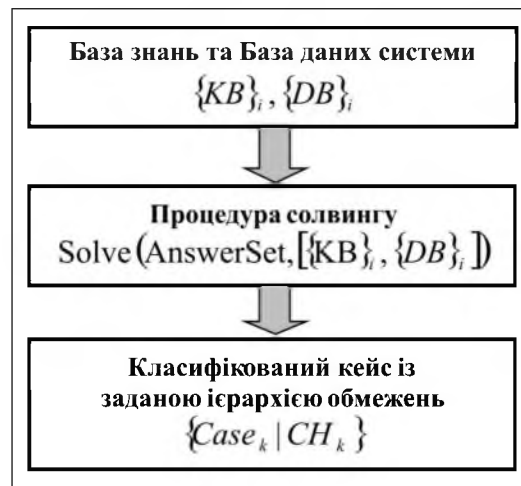 База знань та База даних системи
{KB}ᵢ, {DB}ᵢ
Процедура солвингу
Solve(AnswerSet,[{KB}ᵢ, {DB}ᵢ])
Класифікований кейс із
заданою ієрархією обмежень
{Caseₖ | CHₖ}